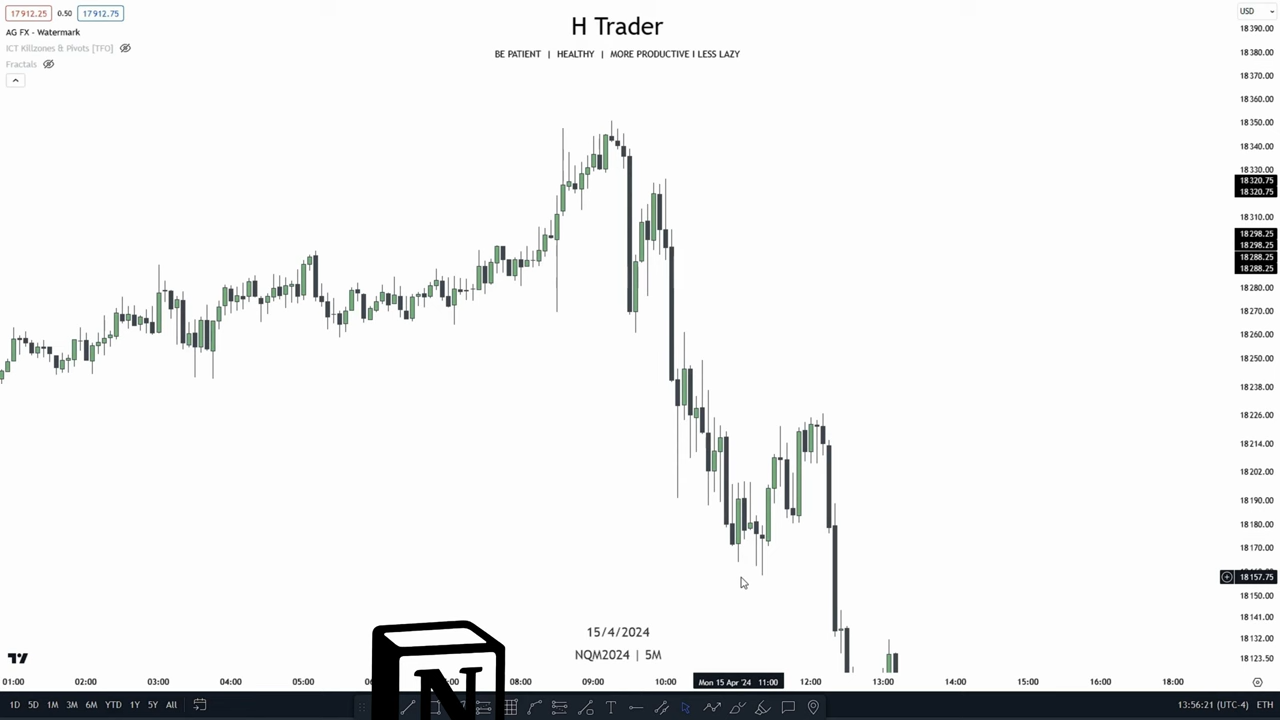 17912.25 0.50 17912.75
H Trader
USD
AG FX - Watermark
BE PATIENT | HEALTHY | MORE PRODUCTIVE I LESS LAZY
ICT Killzones & Pivots [TFO]
Fractals
18390.00
18380.00
18370.00
18360.00
18350.00
18340.00
18330.00
18320.75
18320.75
18310.00
18298.25
18298.25
18288.25
18288.25
18280.00
18270.00
18260.00
18250.00
18238.00
18226.00
18214.00
18202.00
18190.00
18180.00
18170.00
18157.75
18150.00
18141.00
18132.00
18123.50
15/4/2024
NQM2024 | 5M
N
01:00 02:00 03:00 04:00 05:00 08:00 09:00 10:00 Mon 15 Apr '24 11:00 12:00 13:00 14:00 15:00 16:00 18:00
1D 5D 1M 3M 6M YTD 1Y 5Y All
13:56:21 (UTC-4) ETH